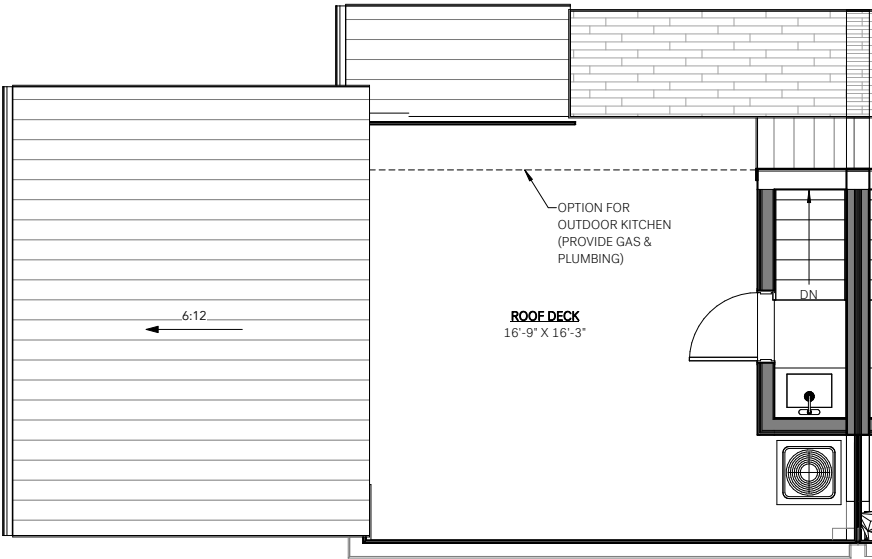 OPTION FOR
OUTDOOR KITCHEN
(PROVIDE GAS &
PLUMBING)
DN
6:12
ROOF DECK
16'-9" X 16'-3"